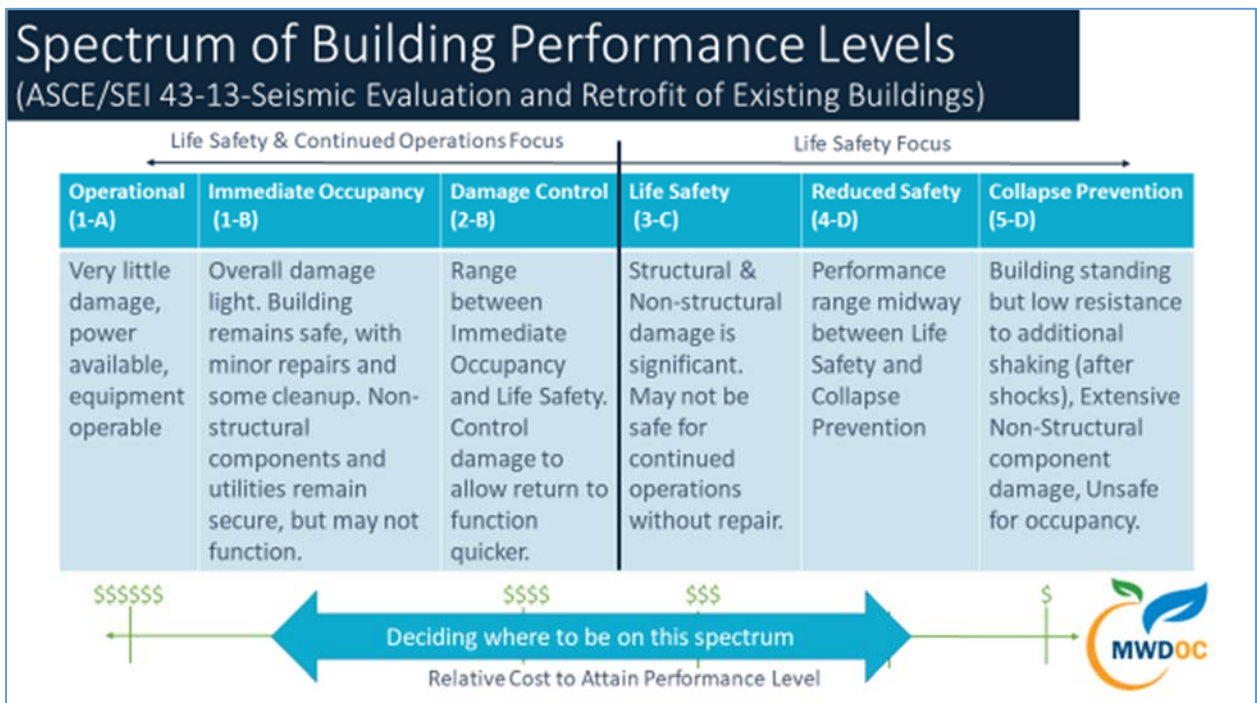 Spectrum of Building Performance Levels
(ASCE/SEI 43-13-Seismic Evaluation and Retrofit of Existing Buildings)
Life Safety & Continued Operations Focus
Life Safety Focus
Operational
(1-A)
Immediate Occupancy
(1-B)
Damage Control
(2-B)
Life Safety
(3-C)
Reduced Safety
(4-D)
Collapse Prevention
(5-D)
Very little
damage,
power
available,
equipment
operable
Overall damage
light. Building
remains safe, with
minor repairs and
some cleanup. Non-
structural
components and
utilities remain
secure, but may not
function.
Range
between
Immediate
Occupancy
and Life Safety.
Control
damage to
allow return to
function
quicker.
Structural &
Non-structural
damage is
significant.
May not be
safe for
continued
operations
without repair.
Performance
range midway
between Life
Safety and
Collapse
Prevention
Building standing
but low resistance
to additional
shaking (after
shocks), Extensive
Non-Structural
component
damage, Unsafe
for occupancy.
$$$$$$
$$$$
$$$
$
Deciding where to be on this spectrum
Relative Cost to Attain Performance Level
MWDOC